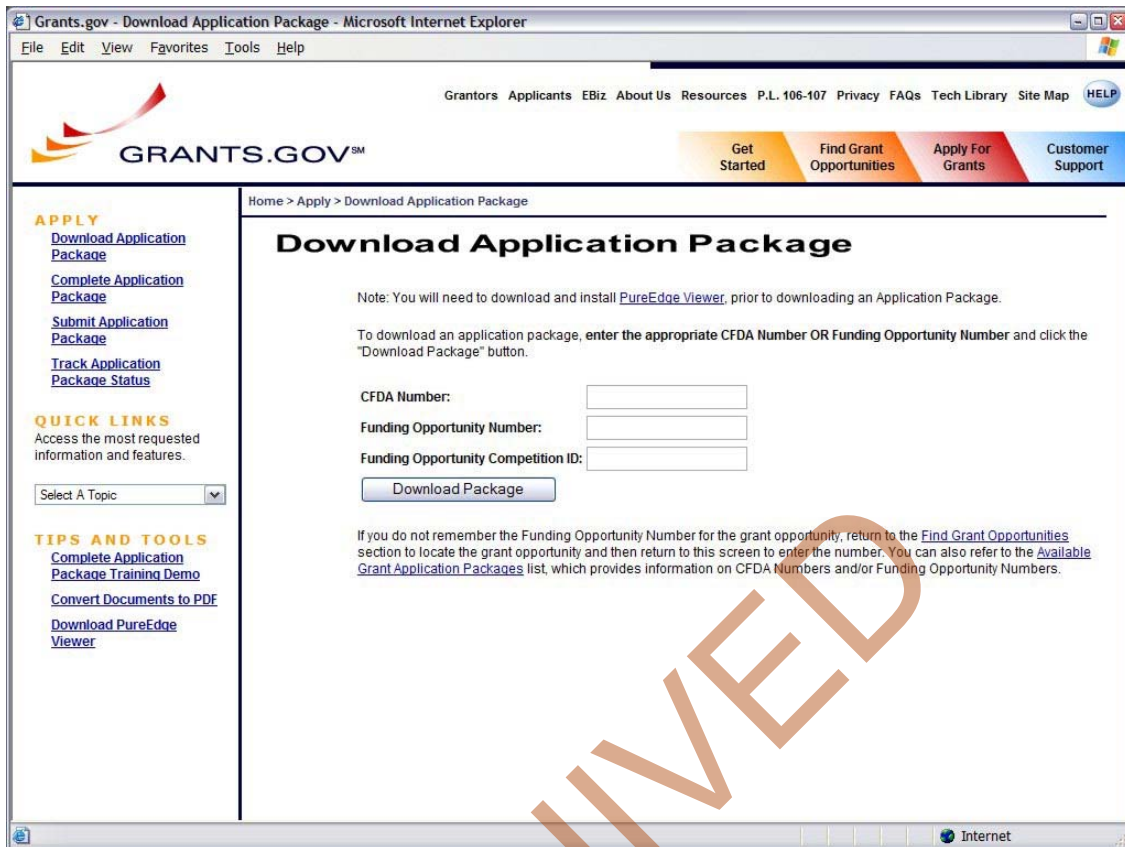 Grants.gov - Download Application Package - Microsoft Internet Explorer
File Edit View Favorites Tools Help
Grantors Applicants EBiz About Us Resources P.L. 106-107 Privacy FAQs Tech Library Site Map HELP
GRANTS.GOV℠
Get Started
Find Grant Opportunities
Apply For Grants
Customer Support
Home > Apply > Download Application Package
APPLY
Download Application
Package
Complete Application
Package
Submit Application
Package
Track Application
Package Status
QUICK LINKS
Access the most requested
information and features.
Select A Topic
TIPS AND TOOLS
Complete Application
Package Training Demo
Convert Documents to PDF
Download PureEdge
Viewer
Download Application Package
Note: You will need to download and install PureEdge Viewer, prior to downloading an Application Package.
To download an application package, enter the appropriate CFDA Number OR Funding Opportunity Number and click the
"Download Package" button.
CFDA Number:
Funding Opportunity Number:
Funding Opportunity Competition ID:
Download Package
If you do not remember the Funding Opportunity Number for the grant opportunity, return to the Find Grant Opportunities
section to locate the grant opportunity and then return to this screen to enter the number. You can also refer to the Available
Grant Application Packages list, which provides information on CFDA Numbers and/or Funding Opportunity Numbers.
IVED
Internet